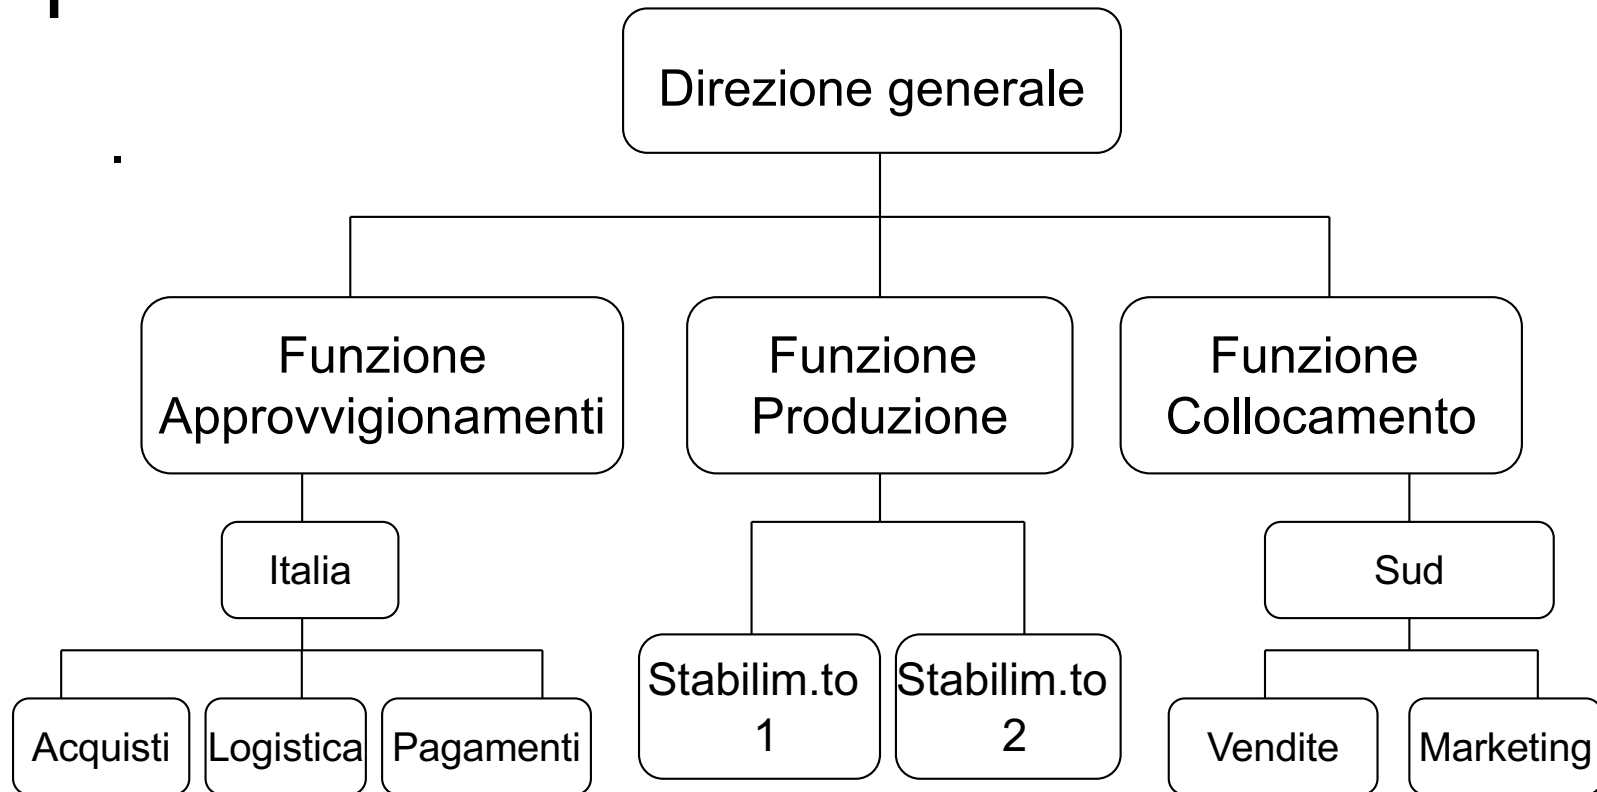 Direzione generale
Funzione
Approvvigionamenti
Funzione
Produzione
Funzione
Collocamento
Italia
Sud
Stabilim.to
1
Stabilim.to
2
Acquisti
Logistica
Pagamenti
Vendite
Marketing